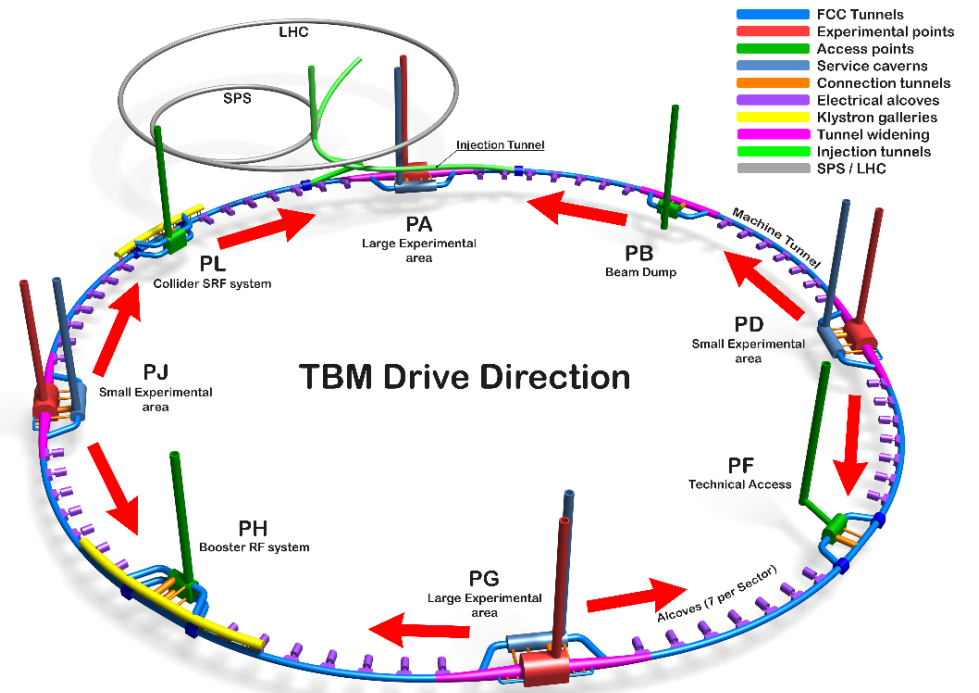 LHC
SPS
Injection Tunnel
FCC Tunnels
Experimental points
Access points
Service caverns
Connection tunnels
Electrical alcoves
Klystron galleries
Tunnel widening
Injection tunnels
SPS / LHC
PA
Large Experimental
area
PB
Beam Dump
Machine Tunnel
PL
Collider SRF system
PD
Small Experimental
area
PJ
Small Experimental
area
TBM Drive Direction
PF
Technical Access
PH
Booster RF system
PG
Large Experimental
area
Alcoves (7 per Sector)